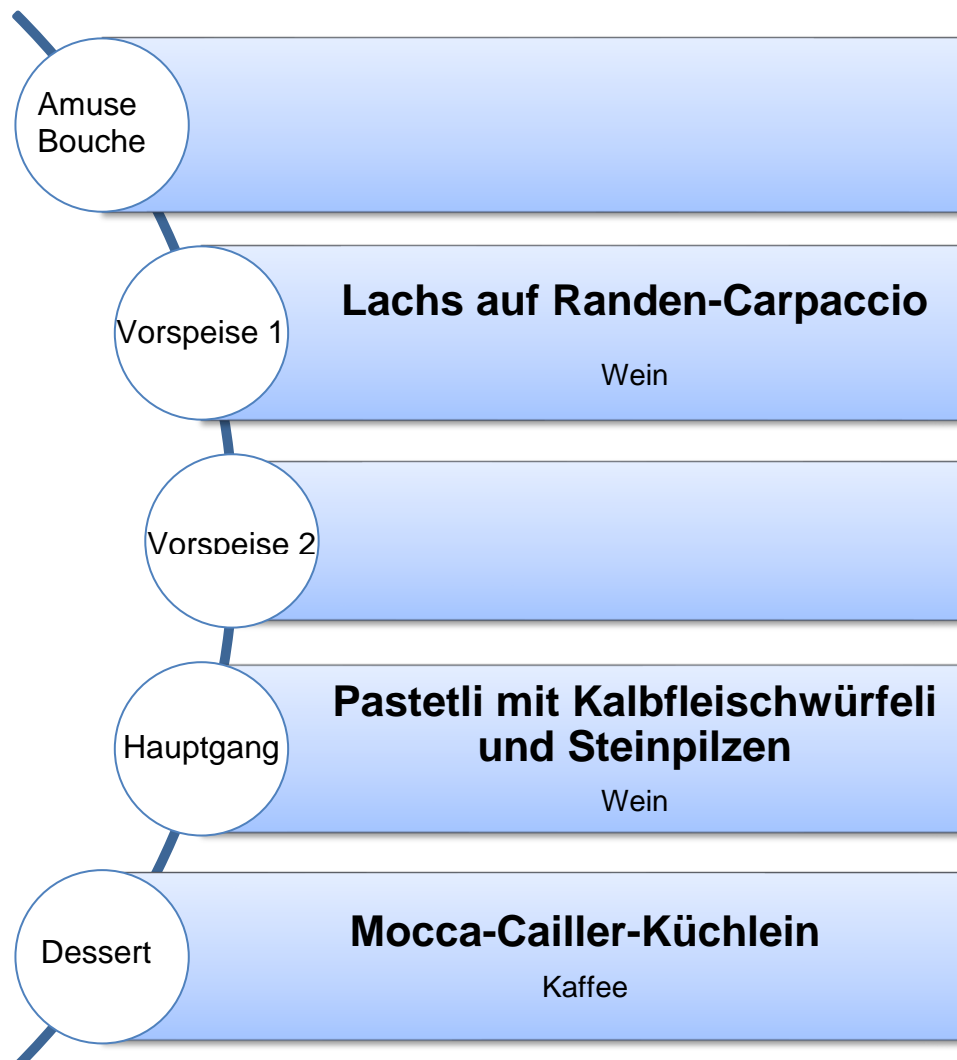 Amuse
Bouche
Vorspeise 1
Lachs auf Randen-Carpaccio
Wein
Vorspeise 2
Hauptgang
Pastetli mit Kalbfleischwürfeli
und Steinpilzen
Wein
Dessert
Mocca-Cailler-Küchlein
Kaffee